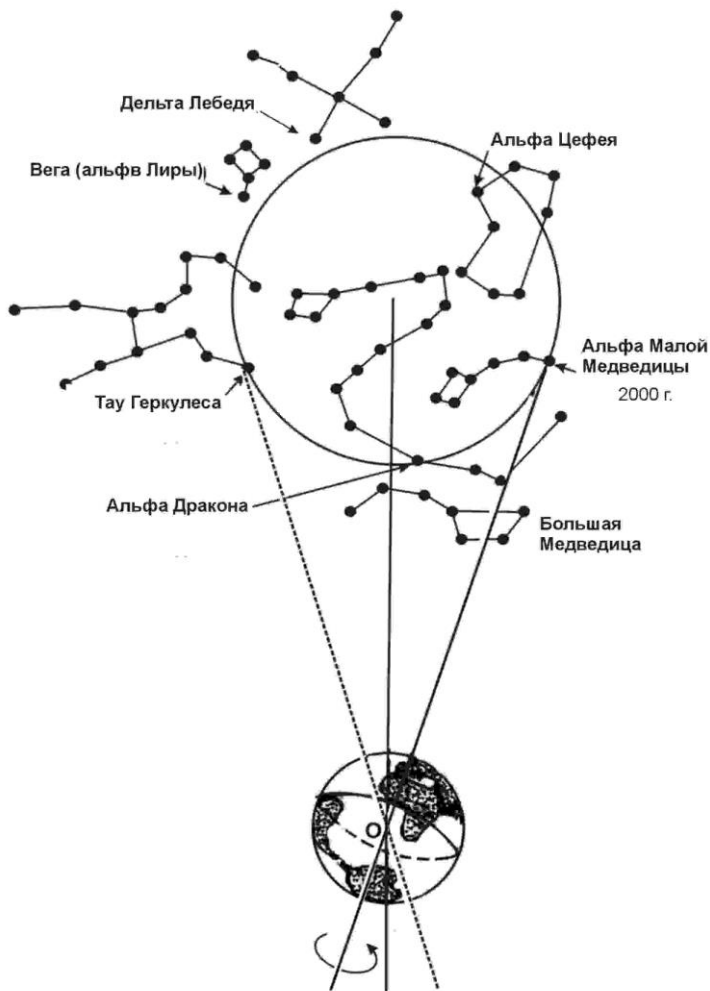 Дельта Лебедя
Альфа Цефея
Вега (альфв Лиры)
Альфа Малой
Медведицы
2000 г.
Тау Геркулеса
Альфа Дракона
Большая
Медведица
О